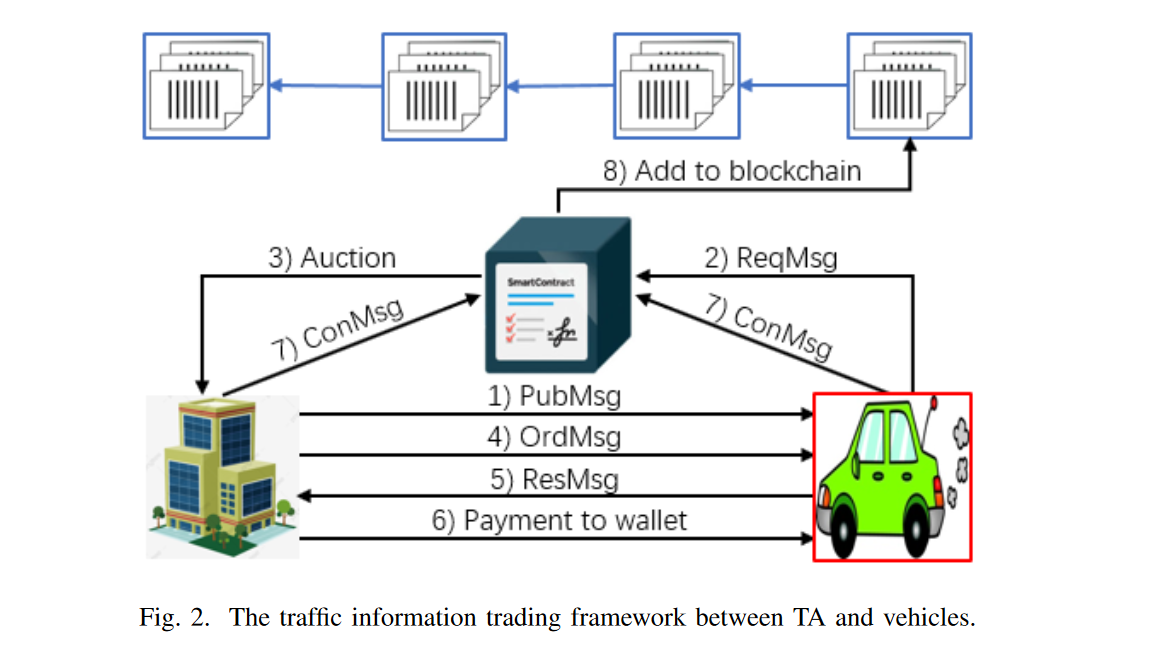 8) Add to blockchain
3) Auction
2) ReqMsg
SmartContract
7) ConMsg
7) ConMsg
1) PubMsg
4) OrdMsg
5) ResMsg
6) Payment to wallet
Fig. 2. The traffic information trading framework between TA and vehicles.